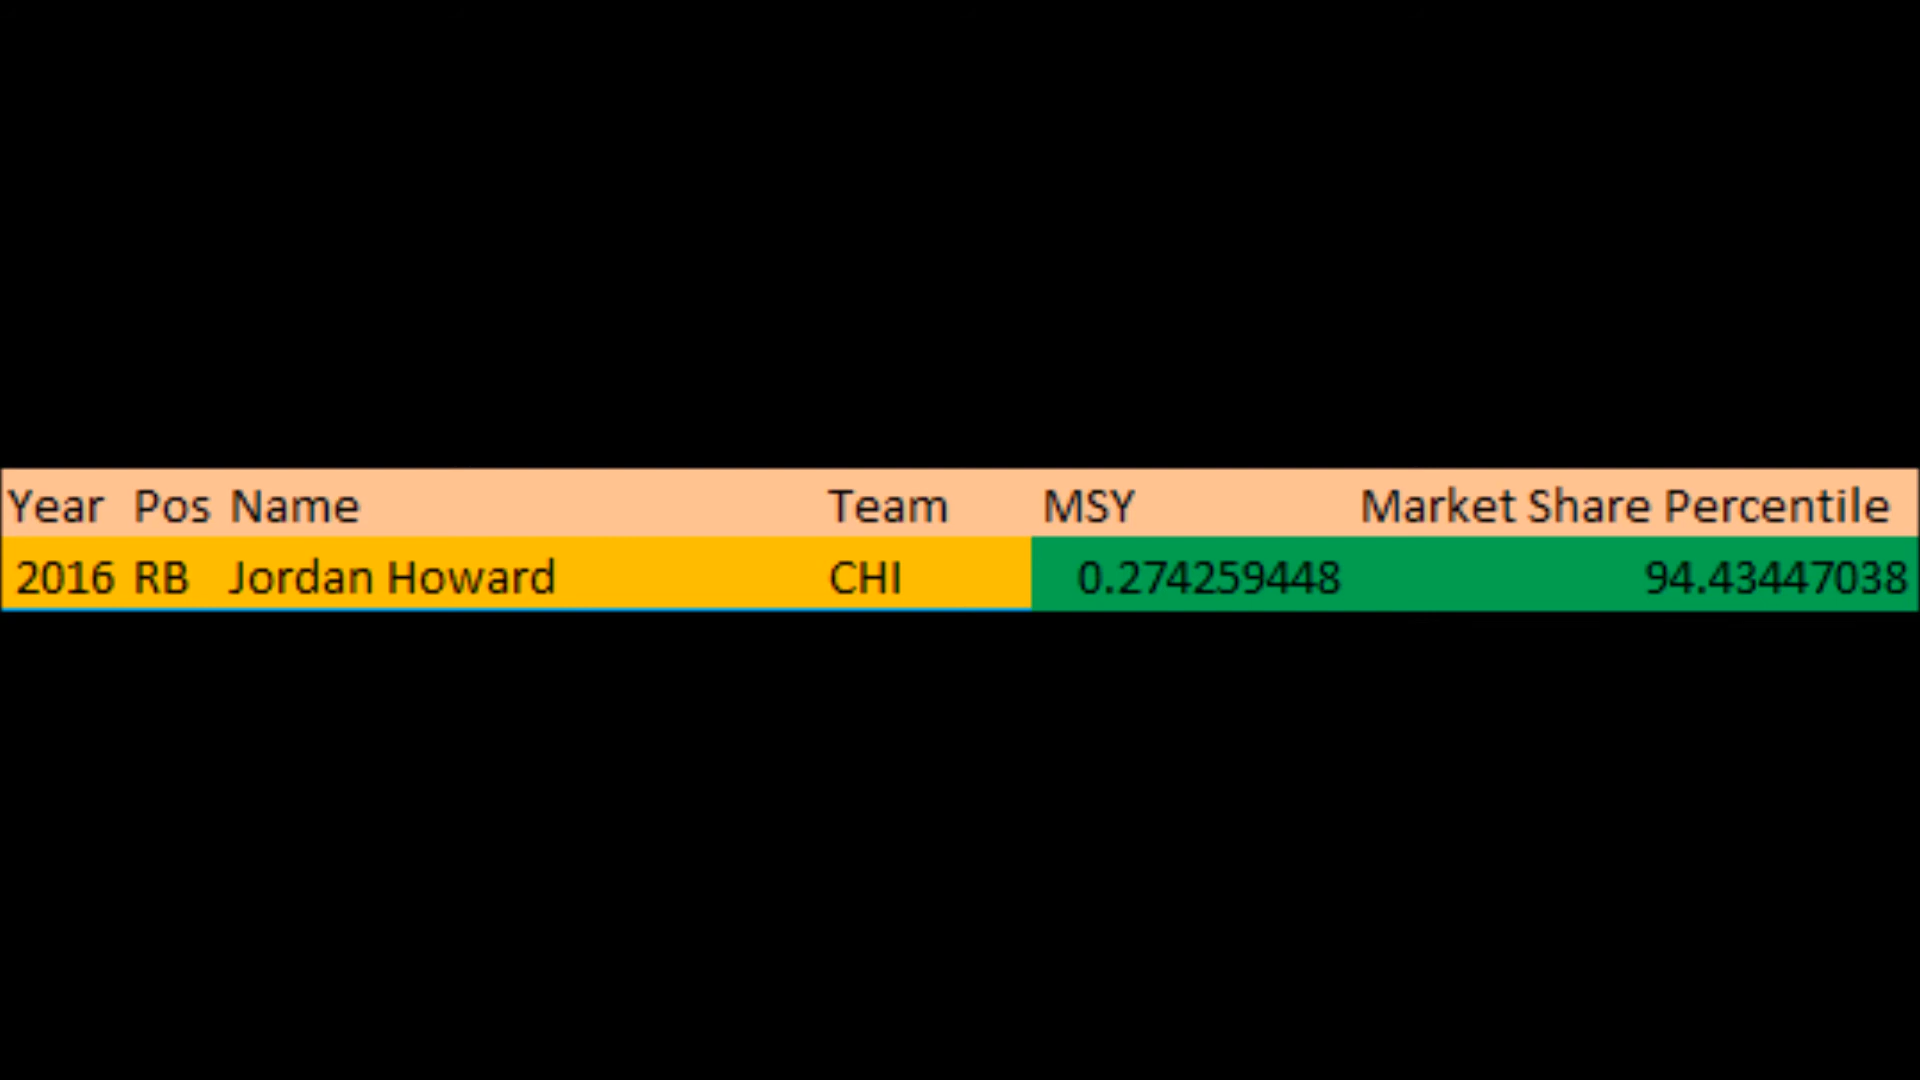 Year Pos Name Team MSY Market Share Percentile
2016 RB Jordan Howard CHI 0.274259448 94.43447038